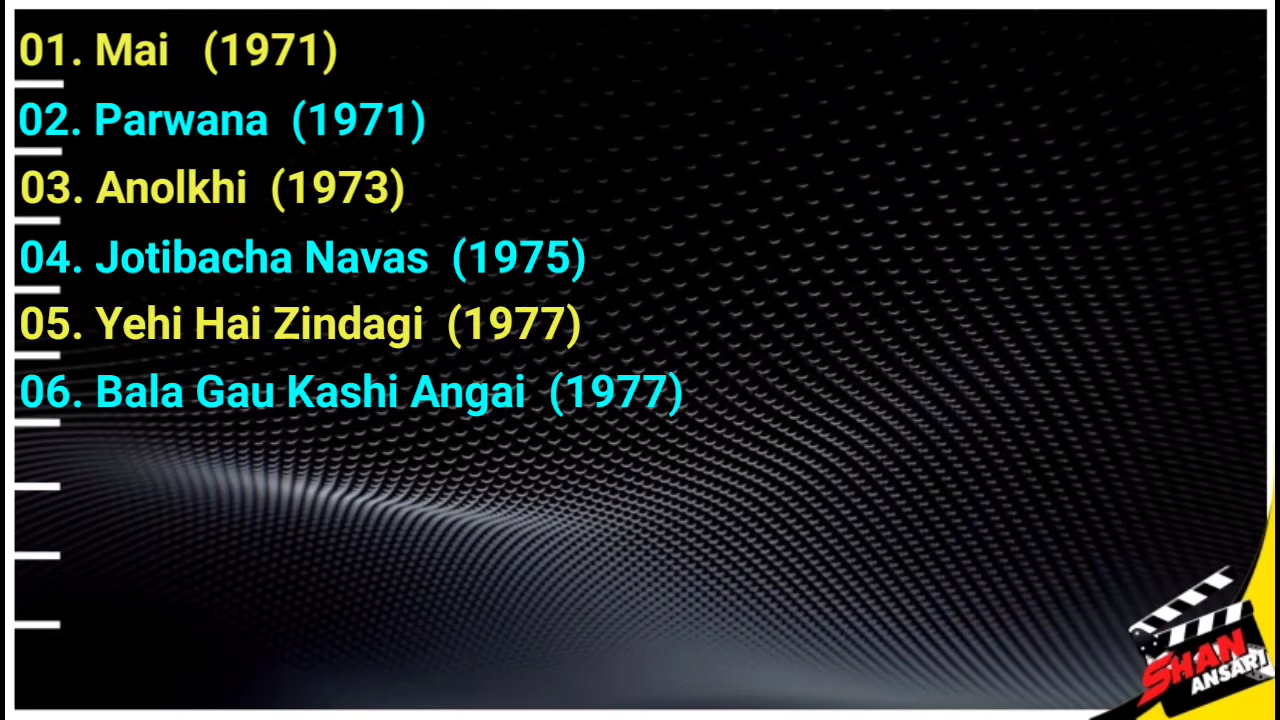 01. Mai (1971)
02. Parwana (1971)
03. Anolkhi (1973)
04. Jotibacha Navas (1975)
05. Yehi Hai Zindagi (1977)
06. Bala Gau Kashi Angai (1977)
SHAN
ANSARI